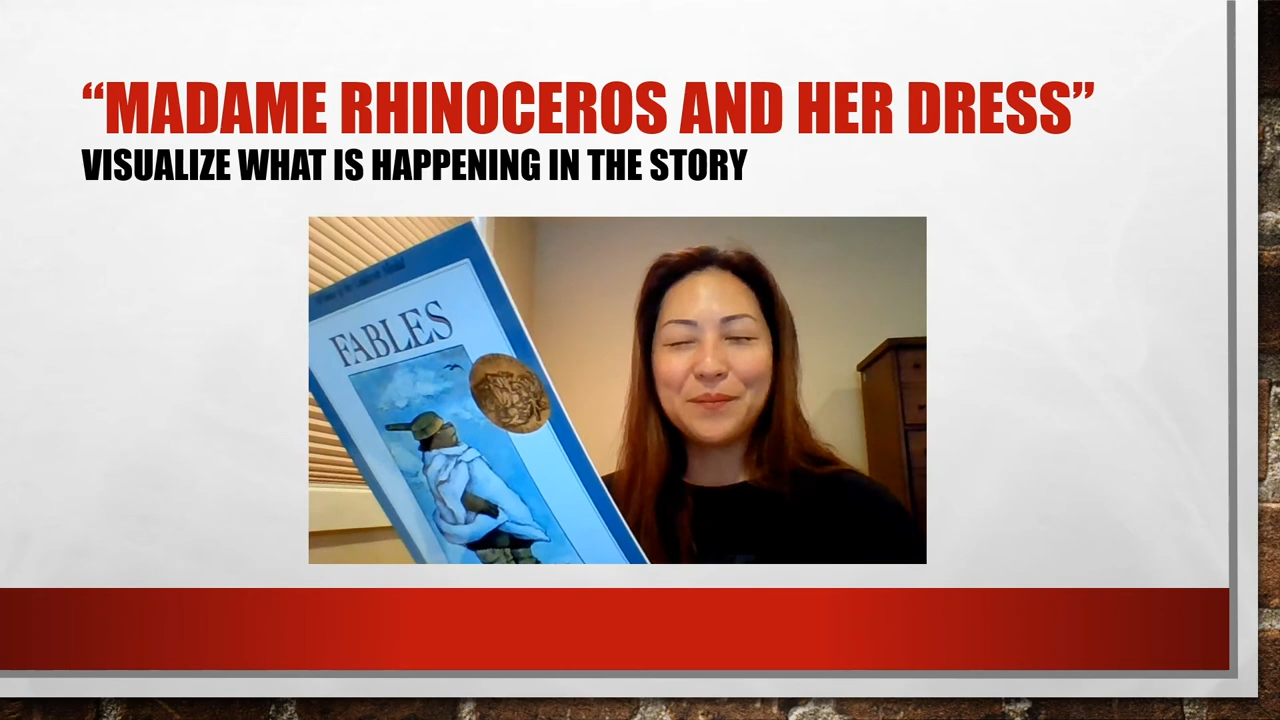 “MADAME RHINOCEROS AND HER DRESS”
VISUALIZE WHAT IS HAPPENING IN THE STORY
FABLES